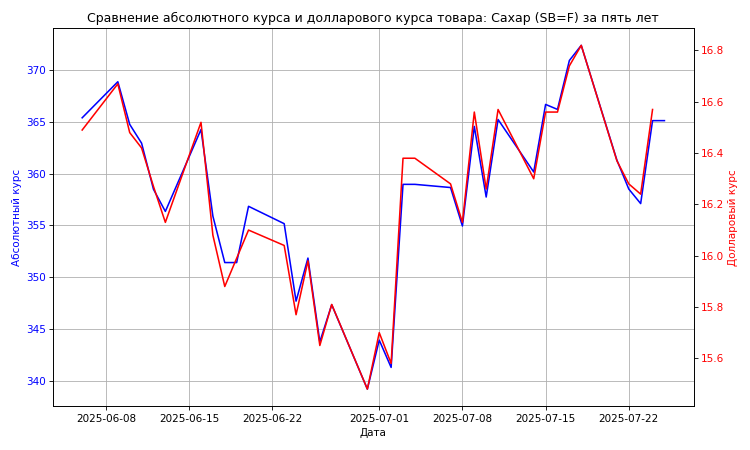 Сравнение абсолютного курса и долларового курса товара: Сахар (SB=F) за пять лет
370
365
360
355
350
345
340
Абсолютный курс
16.8
16.6
16.4
16.2
16.0
15.8
15.6
Долларовый курс
2025-06-08 2025-06-15 2025-06-22 2025-07-01 2025-07-08 2025-07-15 2025-07-22
Дата